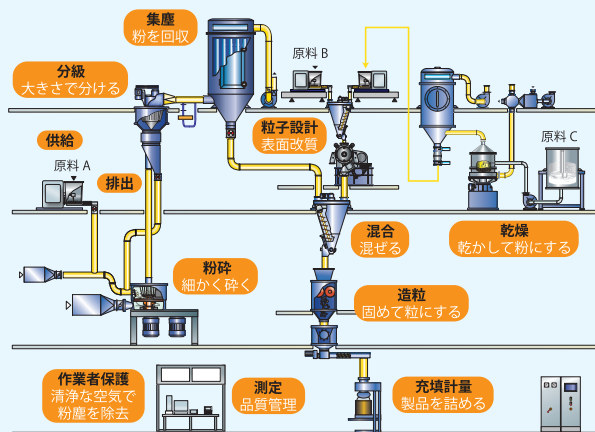 集塵
粉を回収
分級
大きさで分ける
原料 B
粒子設計
表面改質
供給
原料 A
排出
原料 C
混合
混ぜる
乾燥
乾かして粉にする
粉砕
細かく砕く
造粒
固めて粒にする
作業者保護
清浄な空気で
粉塵を除去
測定
品質管理
充填計量
製品を詰める